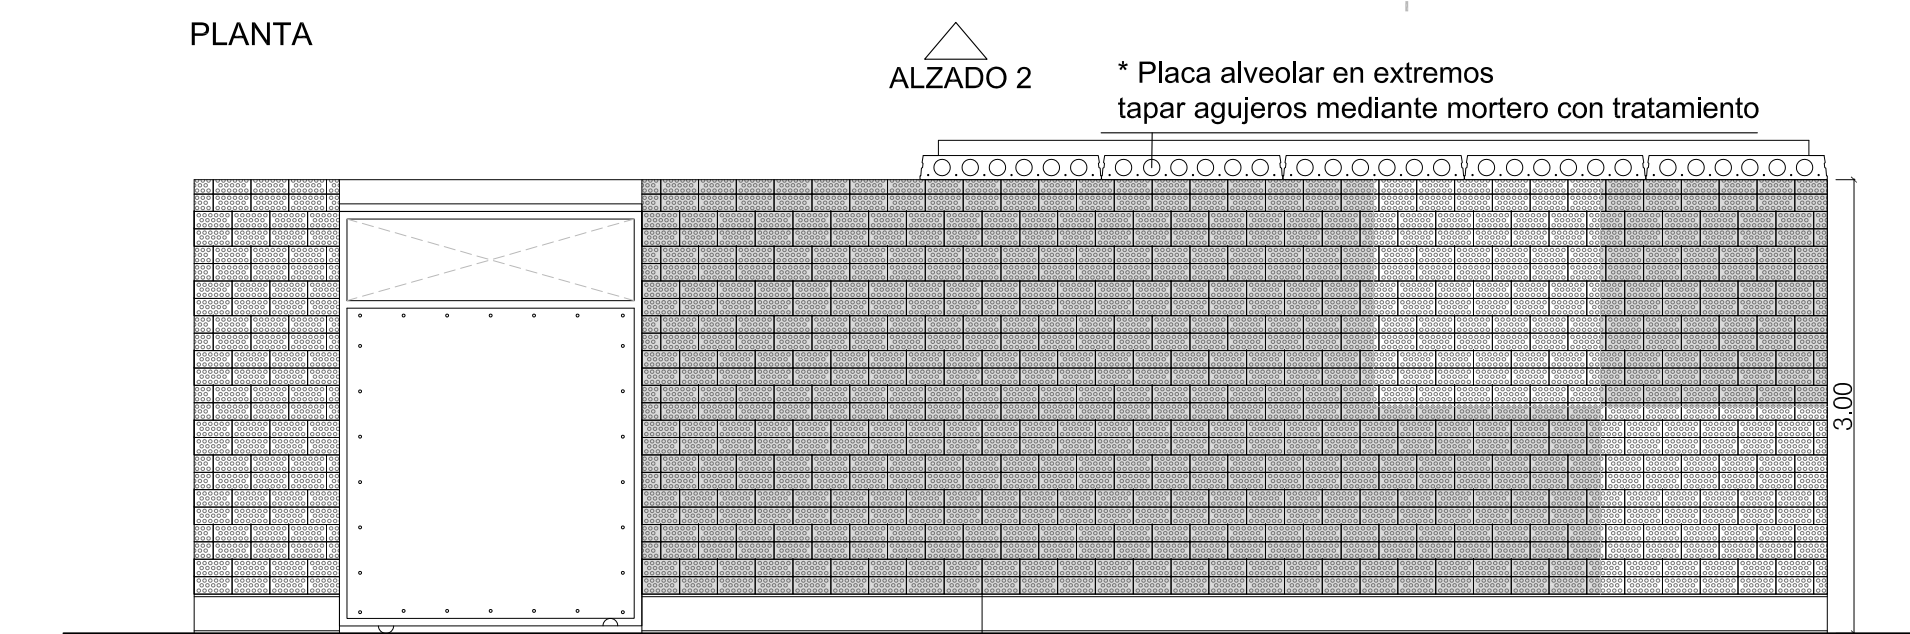 PLANTA
ALZADO 2
* Placa alveolar en extremos
tapar agujeros mediante mortero con tratamiento
3.00